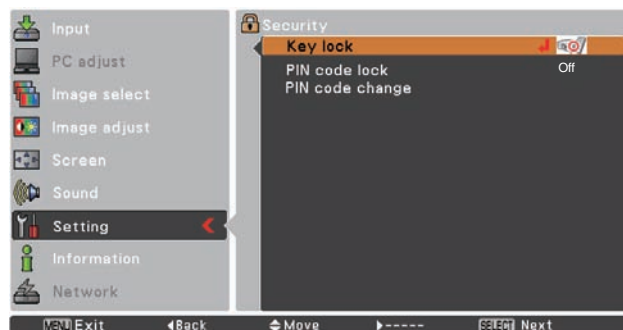 Input
PC adjust
Image select
Image adjust
Screen
Sound
Setting
Information
Network
Security
Key lock
PIN code lock Off
PIN code change
MENU Exit ◀Back Move ▶----- SELECT Next